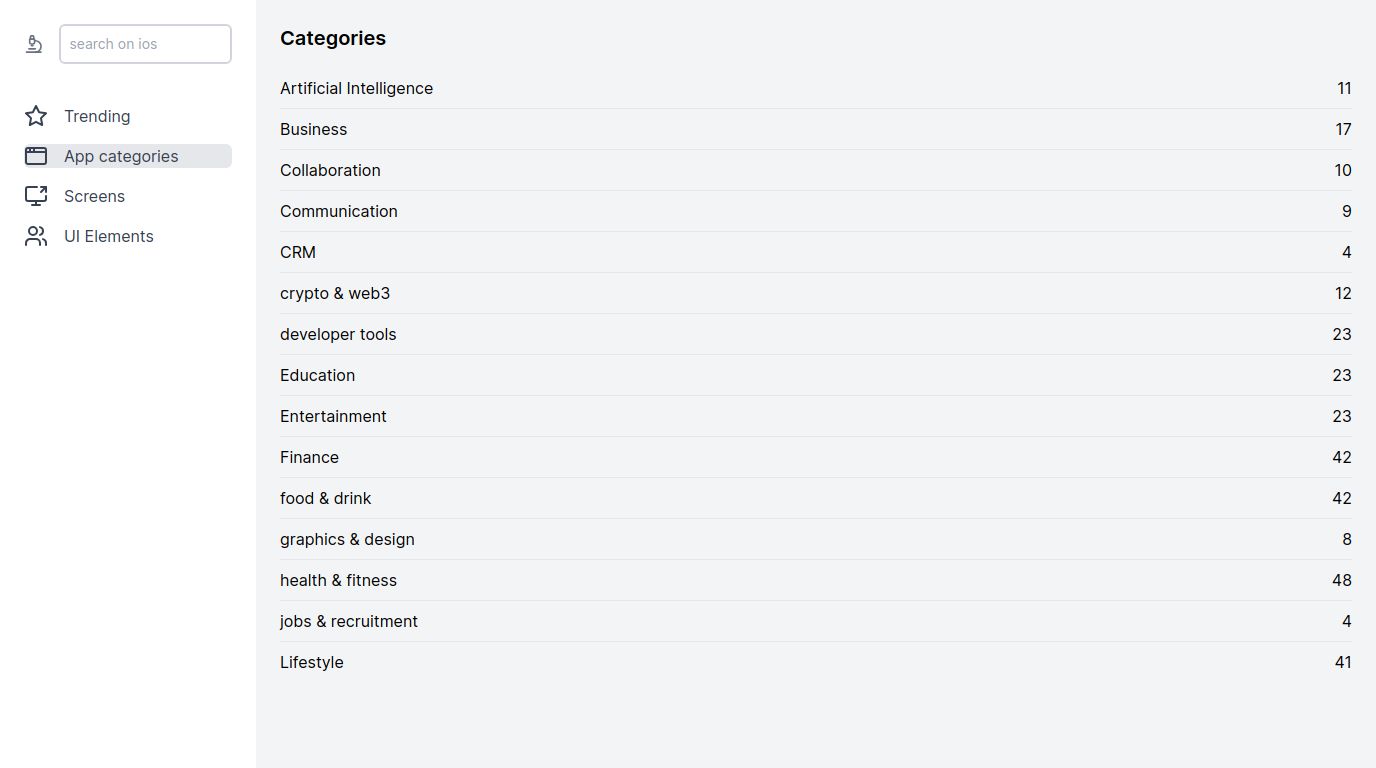 search on ios
Trending
App categories
Screens
UI Elements
Categories
Artificial Intelligence 11
Business 17
Collaboration 10
Communication 9
CRM 4
crypto & web3 12
developer tools 23
Education 23
Entertainment 23
Finance 42
food & drink 42
graphics & design 8
health & fitness 48
jobs & recruitment 4
Lifestyle 41